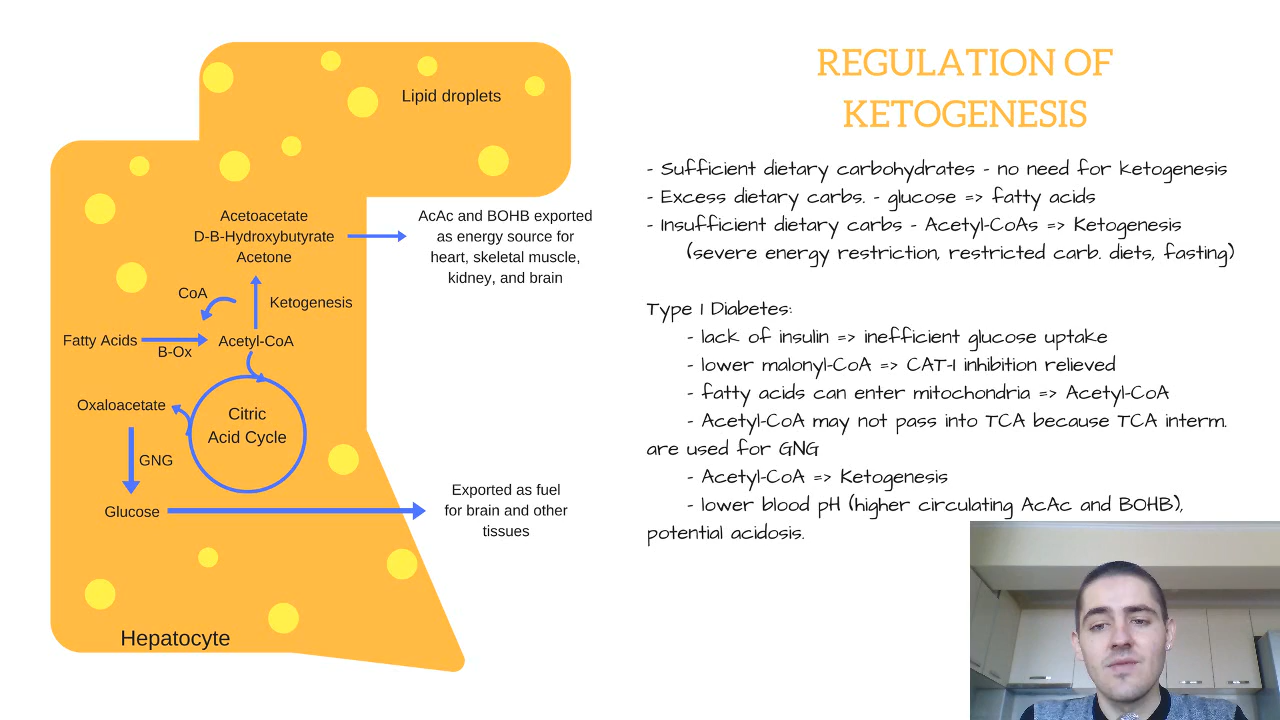 REGULATION OF
KETOGENESIS
Lipid droplets
Acetoacetate
D-B-Hydroxybutyrate
Acetone
AcAc and BOHB exported
as energy source for
heart, skeletal muscle,
kidney, and brain
CoA
Ketogenesis
Fatty Acids
B-Ox
Acetyl-CoA
Oxaloacetate
Citric
Acid Cycle
GNG
Glucose
Exported as fuel
for brain and other
tissues
Hepatocyte
- Sufficient dietary carbohydrates - no need for ketogenesis
- Excess dietary carbs. - glucose => fatty acids
- Insufficient dietary carbs - Acetyl-CoAs => Ketogenesis
(severe energy restriction, restricted carb. diets, fasting)
Type I Diabetes:
- lack of insulin => inefficient glucose uptake
- lower malonyl-CoA => CAT-I inhibition relieved
- fatty acids can enter mitochondria => Acetyl-CoA
- Acetyl-CoA may not pass into TCA because TCA interm.
are used for GNG
- Acetyl-CoA => Ketogenesis
- lower blood pH (higher circulating AcAc and BOHB),
potential acidosis.